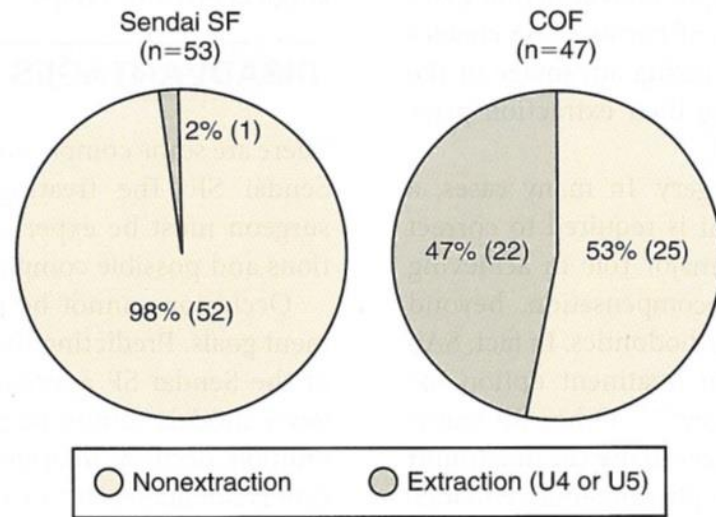 Sendai SF
(n=53)
2% (1)
98% (52)
COF
(n=47)
47% (22)
53% (25)
Nonextraction
Extraction (U4 or U5)